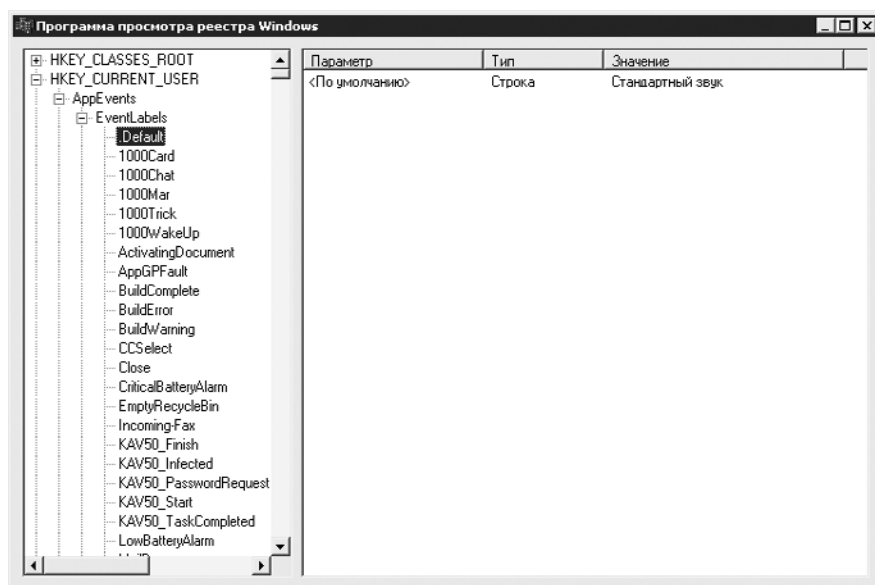 Программа просмотра реестра Windows
HKEY_CLASSES_ROOT
HKEY_CURRENT_USER
AppEvents
EventLabels
.Default
1000Card
1000Chat
1000Mar
1000Trick
1000WakeUp
ActivatingDocument
AppGPFault
BuildComplete
BuildError
BuildWarning
CCSelect
Close
CriticalBatteryAlarm
EmptyRecycleBin
Incoming-Fax
KAV50_Finish
KAV50_Infected
KAV50_PasswordRequest
KAV50_Start
KAV50_TaskCompleted
LowBatteryAlarm
Параметр Тип Значение
<По умолчанию> Строка Стандартный звук